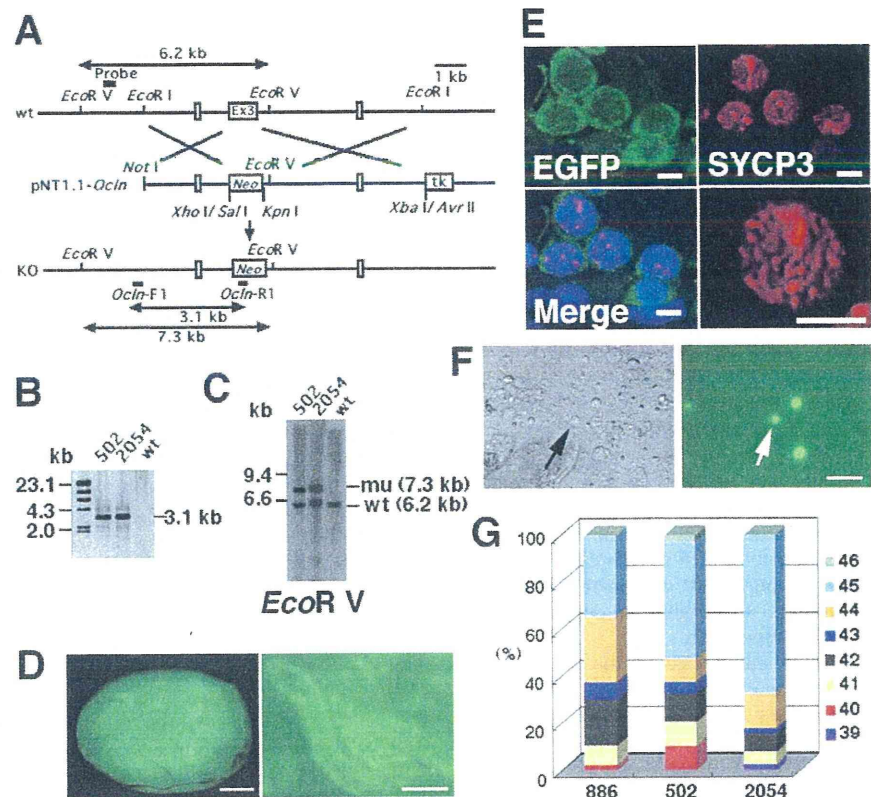 A
6.2 kb
Probe
1 kb
EcoR V
EcoR I
EcoR V
EcoR I
wt
Ex3
Not I
EcoR V
pNT1.1-Ocln
Neo
tk
Xho I/ Sal I
Kpn I
Xba I/ Avr II
EcoR V
EcoR V
KO
Neo
Ocln-F1
Ocln-R1
3.1 kb
7.3 kb
B
502
2054
wt
kb
23.1
4.3
2.0
3.1 kb
C
502
2054
wt
kb
9.4
6.6
mu (7.3 kb)
wt (6.2 kb)
EcoR V
D
E
EGFP
SYCP3
Merge
F
G
100
80
60
40
20
0
(%)
886
502
2054
46
45
44
43
42
41
40
39